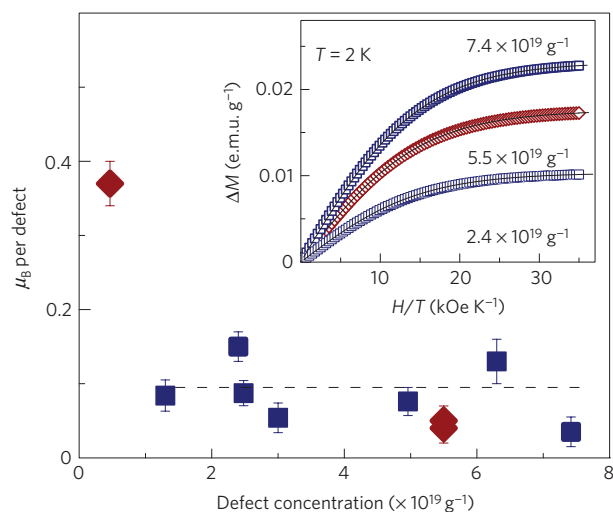 T = 2 K
7.4 × 10¹⁹ g⁻¹
5.5 × 10¹⁹ g⁻¹
2.4 × 10¹⁹ g⁻¹
0.02
0.01
0
ΔM (e.m.u. g⁻¹)
10 20 30
H/T (kOe K⁻¹)
0.4
0.2
0
μB per defect
0 2 4 6 8
Defect concentration (× 10¹⁹ g⁻¹)